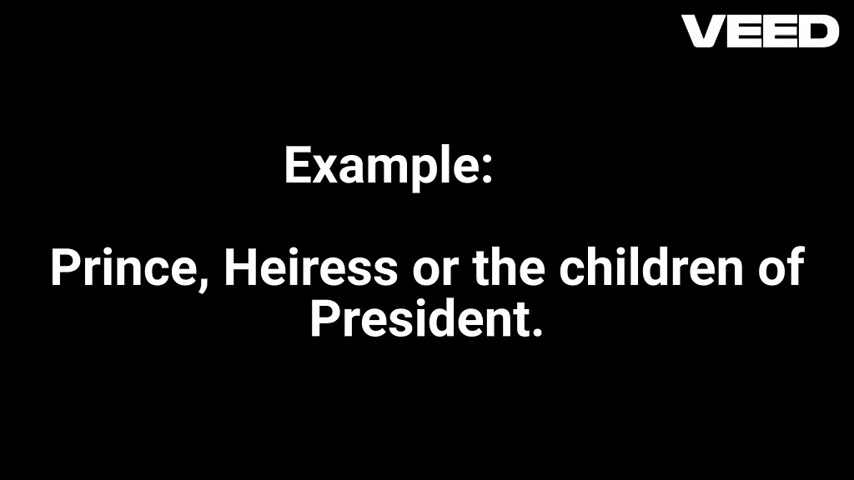 VEED
Example:
Prince, Heiress or the children of
President.